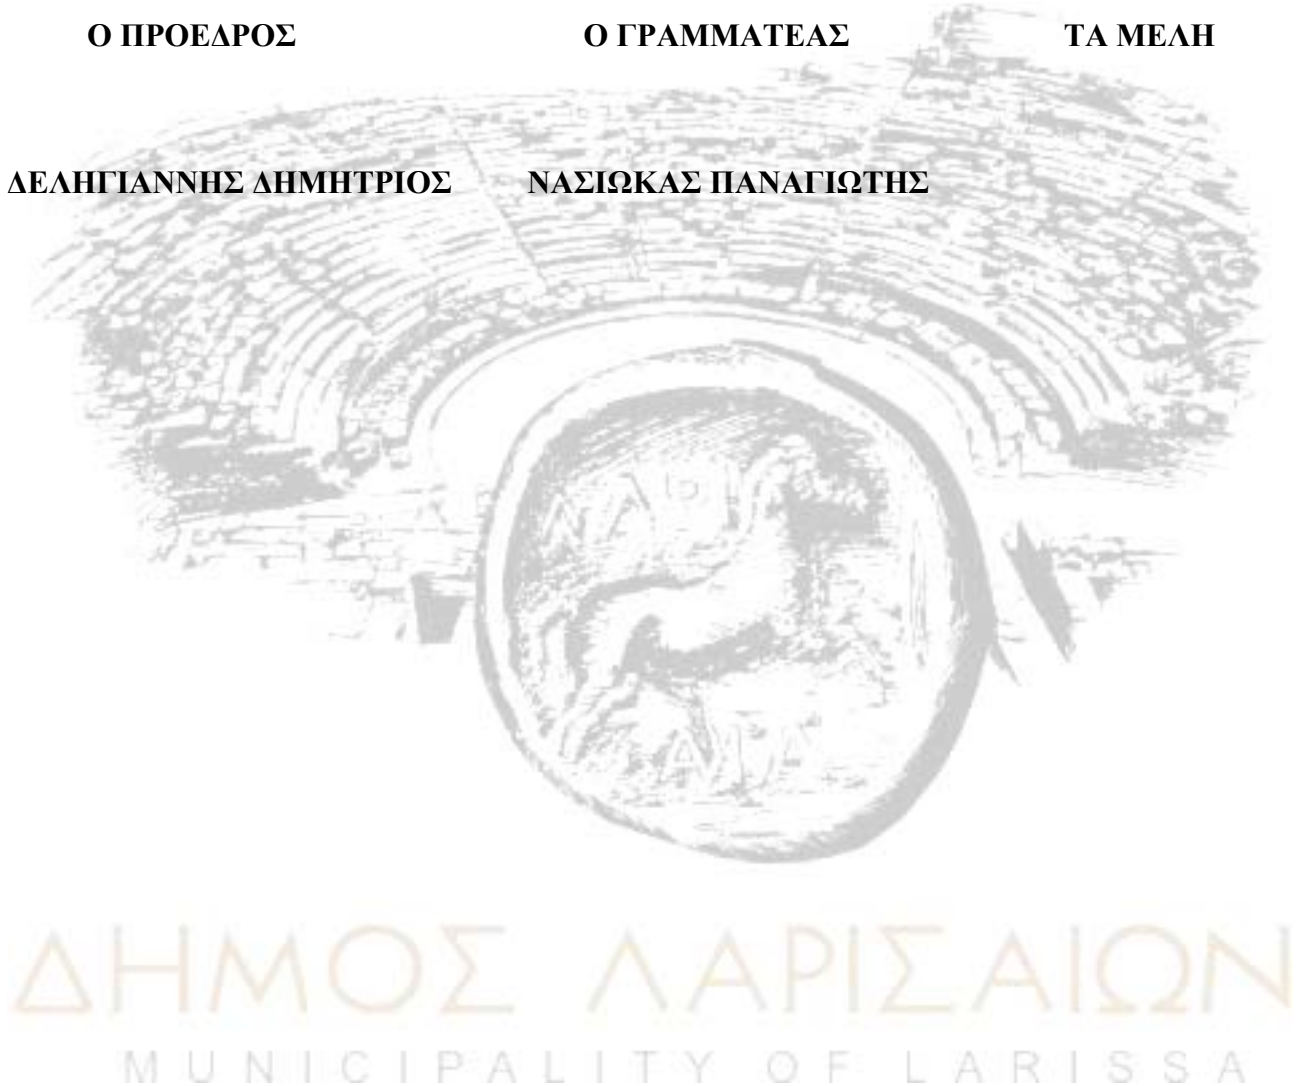 Ο ΠΡΟΕΔΡΟΣ Ο ΓΡΑΜΜΑΤΕΑΣ ΤΑ ΜΕΛΗ
ΔΕΛΗΓΙΑΝΝΗΣ ΔΗΜΗΤΡΙΟΣ ΝΑΣΙΩΚΑΣ ΠΑΝΑΓΙΩΤΗΣ
ΔΗΜΟΣ ΛΑΡΙΣΑΙΩΝ
MUNICIPALITY OF LARISSA